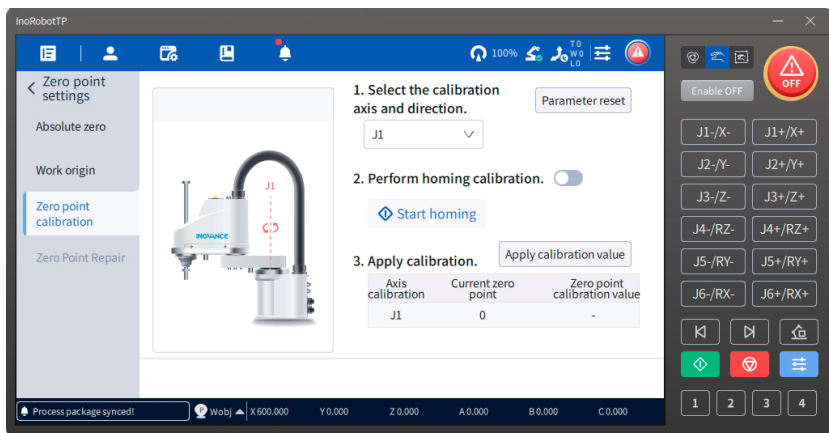 InoRobotTP
100%
T0
W0
L0
OFF
Enable OFF
Zero point
settings
Absolute zero
Work origin
Zero point
calibration
Zero Point Repair
J1
INOVANCE
1. Select the calibration
axis and direction.
Parameter reset
J1
2. Perform homing calibration.
Start homing
3. Apply calibration.
Apply calibration value
Axis
calibration
Current zero
point
Zero point
calibration value
J1 0 -
J1-/X- J1+/X+
J2-/Y- J2+/Y+
J3-/Z- J3+/Z+
J4-/RZ- J4+/RZ+
J5-/RY- J5+/RY+
J6-/RX- J6+/RX+
1 2 3 4
Process package synced!
P Wobj X 600.000 Y 0.000 Z 0.000 A 0.000 B 0.000 C 0.000